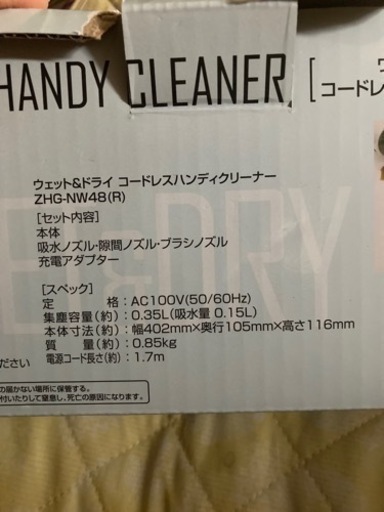 HANDY CLEANER
[コードレ
ウェット&ドライ コードレスハンディクリーナー
ZHG-NW48(R)
[セット内容]
本体
吸水ノズル・隙間ノズル・ブラシノズル
充電アダプター
[スペック]
定 格:AC100V(50/60Hz)
集塵容量(約):0.35L(吸水量 0.15L)
本体寸法(約):幅402mm×奥行105mm×高さ116mm
質 量(約):0.85kg
電源コード長さ(約):1.7m
ださい
の届かない場所に保管する。
付いたりして窒息し、死亡の原因になります。
& DRY